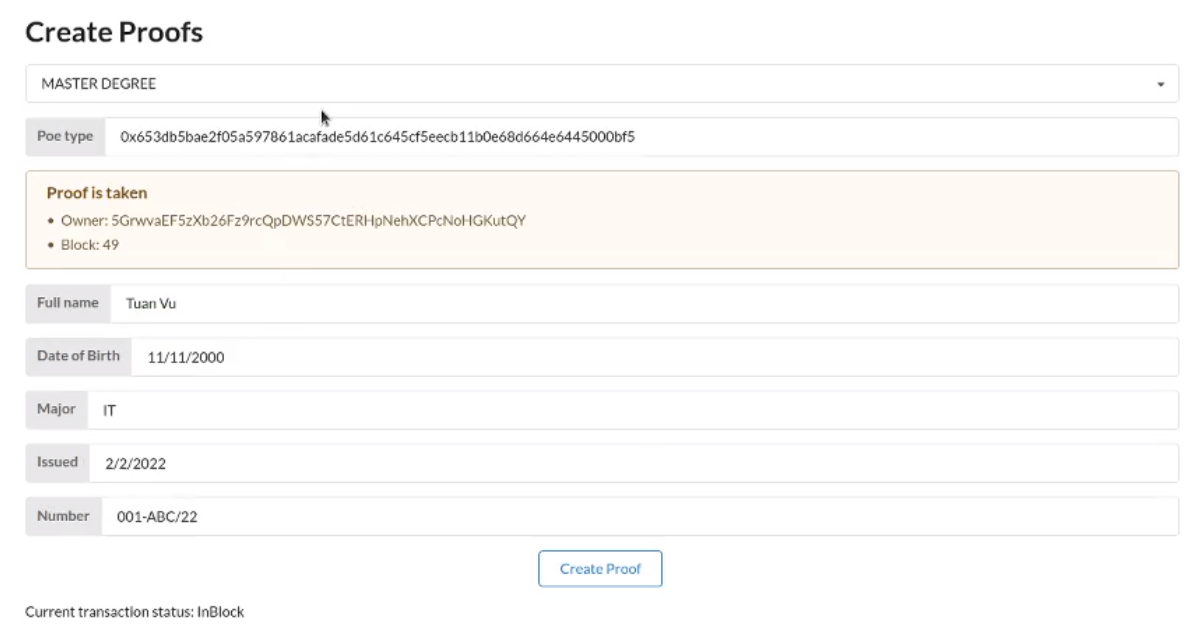 Create Proofs
MASTER DEGREE
Poe type 0x653db5bae2f05a597861acafade5d61c645cf5eecb11b0e68d664e6445000bf5
Proof is taken
• Owner: 5GrwvaEF5zXb26Fz9rcQpDWS57CtERHpNehXCPcNoHGKutQY
• Block: 49
Full name Tuan Vu
Date of Birth 11/11/2000
Major IT
Issued 2/2/2022
Number 001-ABC/22
Create Proof
Current transaction status: InBlock